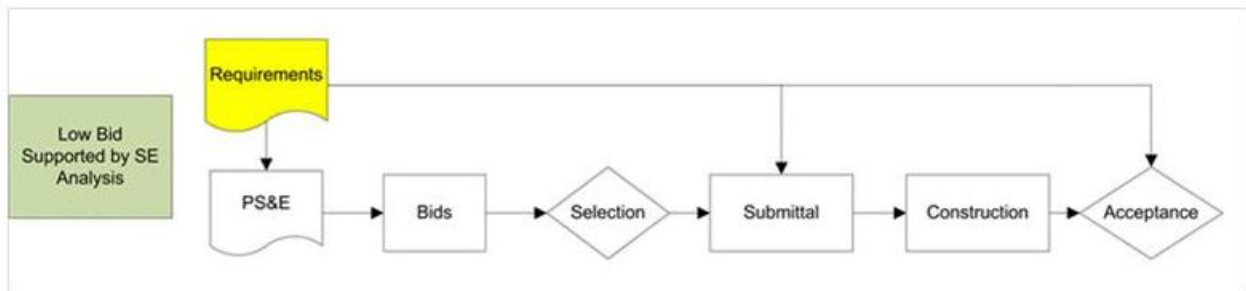 Requirements
Low Bid
Supported by SE
Analysis
PS&E
Bids
Selection
Submittal
Construction
Acceptance